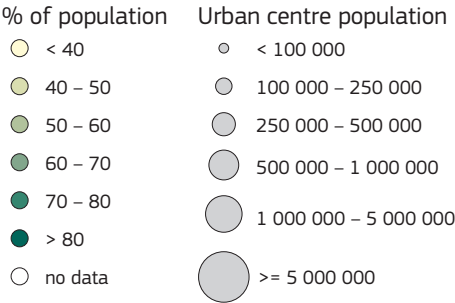 % of population
< 40
40 – 50
50 – 60
60 – 70
70 – 80
> 80
no data
Urban centre population
< 100 000
100 000 – 250 000
250 000 – 500 000
500 000 – 1 000 000
1 000 000 – 5 000 000
>= 5 000 000